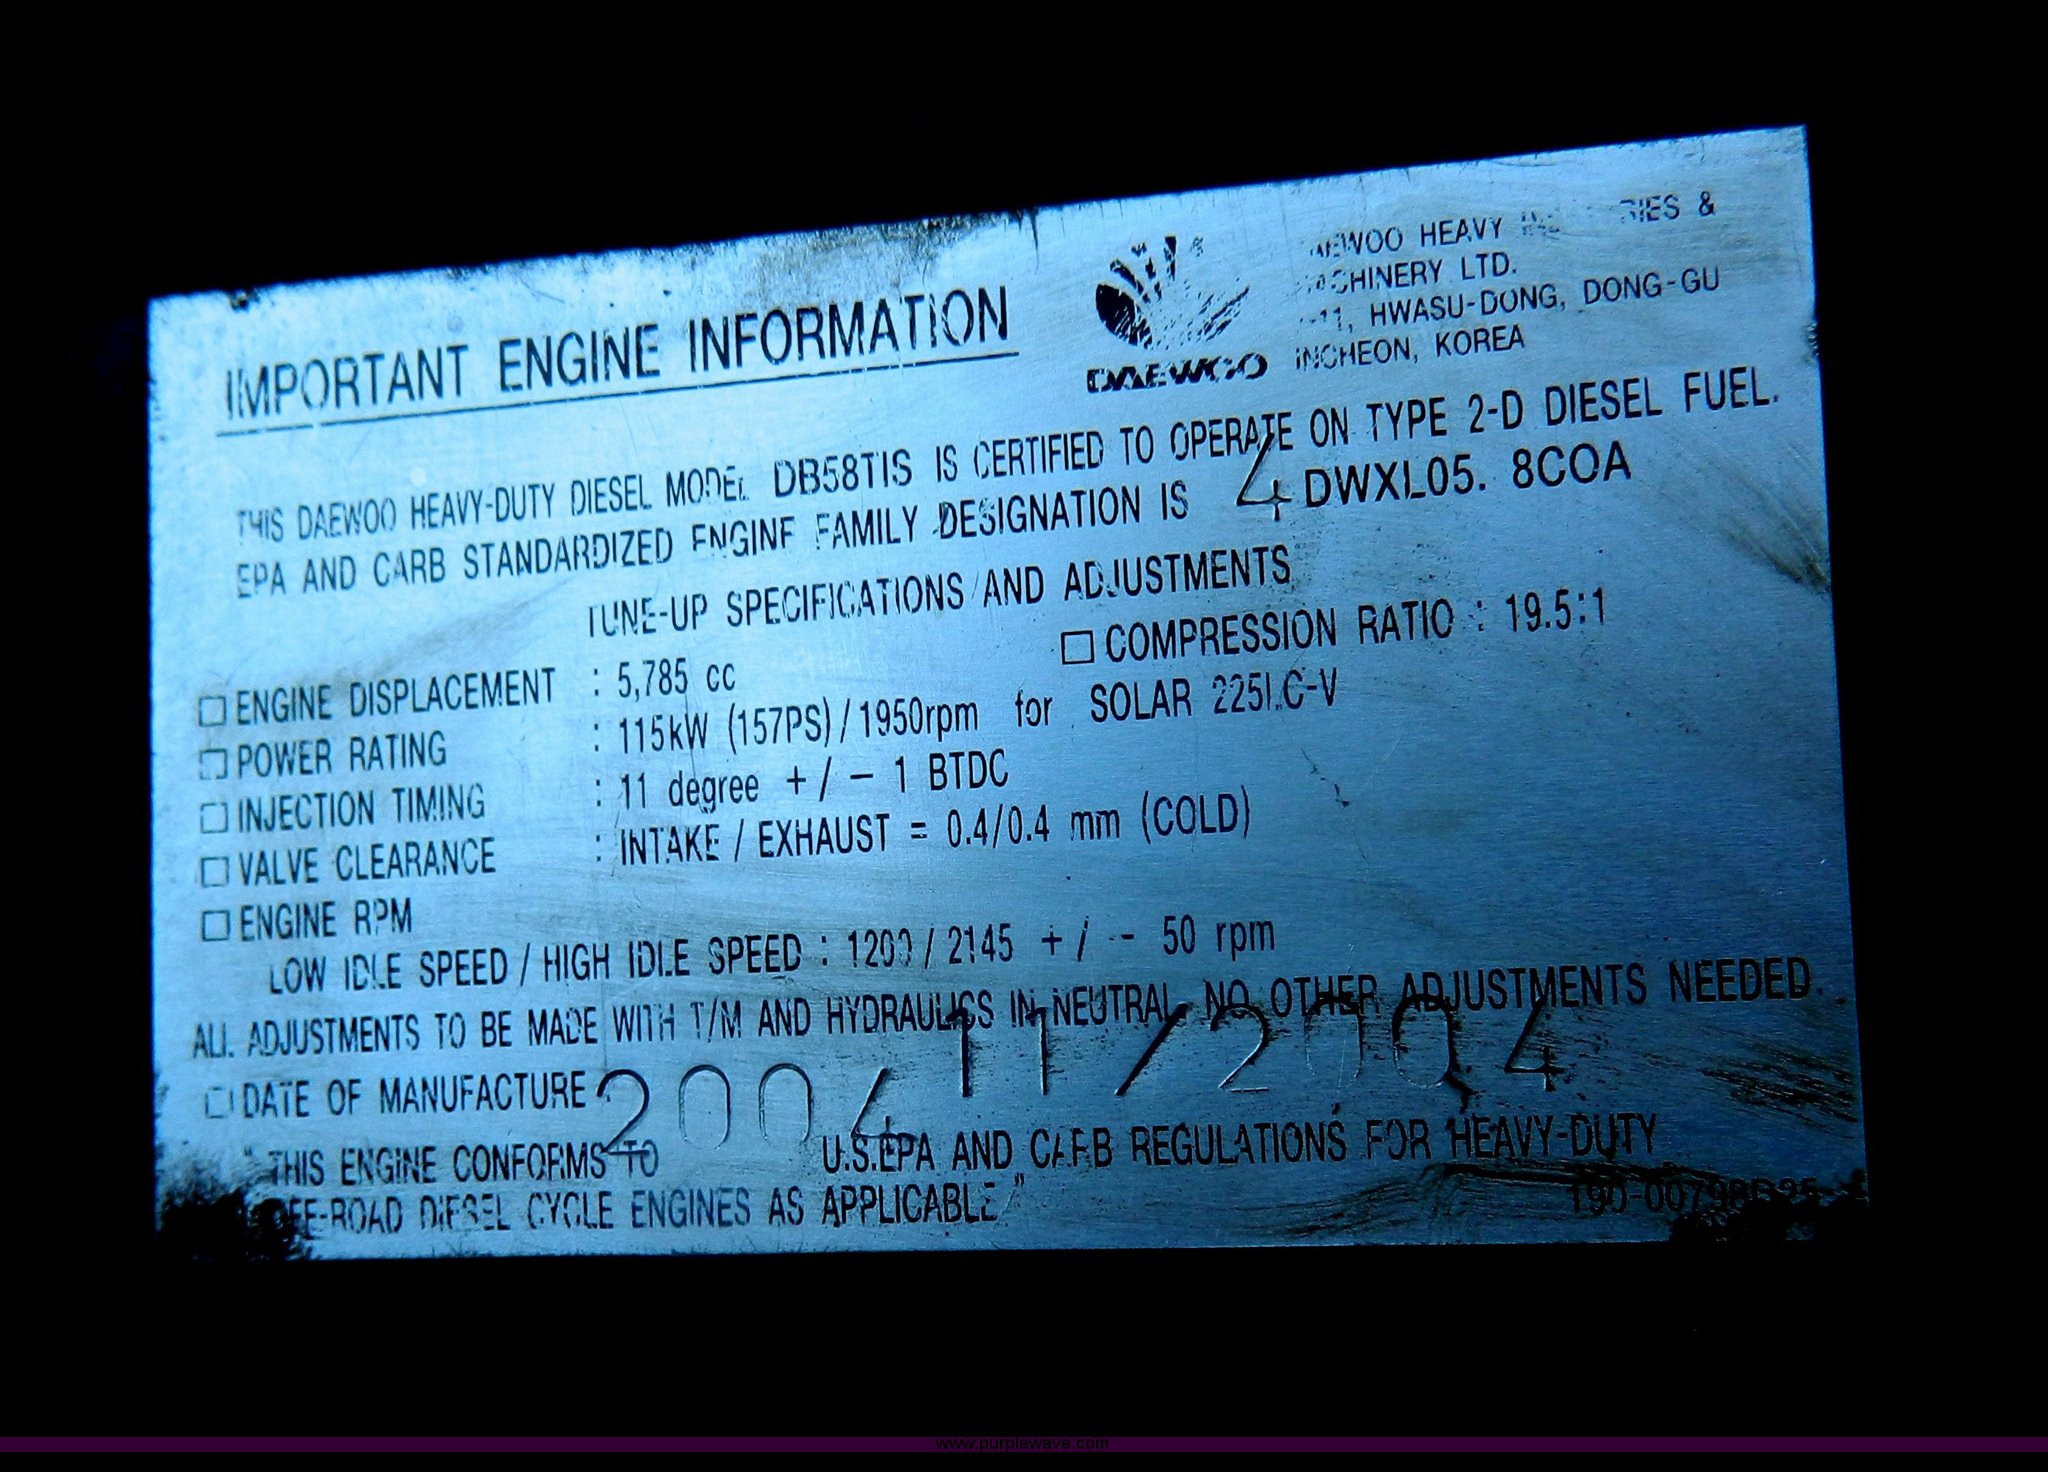 IMPORTANT ENGINE INFORMATION
DAEWOO
HEAVY & 
LTD.
HWASU-DONG, DONG-GU
INCHEON, KOREA
THIS DAEWOO HEAVY-DUTY DIESEL MODEL DB58TIS IS CERTIFIED TO OPERATE ON TYPE 2-D DIESEL FUEL.
EPA AND CARB STANDARDIZED ENGINE FAMILY DESIGNATION IS 4DWXL05. 8COA
TUNE-UP SPECIFICATIONS AND ADJUSTMENTS
□ ENGINE DISPLACEMENT : 5,785 cc □ COMPRESSION RATIO : 19.5:1
□ POWER RATING : 115kW (157PS) / 1950rpm for SOLAR 225LC-V
□ INJECTION TIMING : 11 degree + / − 1 BTDC
□ VALVE CLEARANCE : INTAKE / EXHAUST = 0.4/0.4 mm (COLD)
□ ENGINE RPM
LOW IDLE SPEED / HIGH IDLE SPEED : 1200 / 2145 + / - 50 rpm
ALL ADJUSTMENTS TO BE MADE WITH T/M AND HYDRAULICS IN NEUTRAL NO OTHER ADJUSTMENTS NEEDED.
□ DATE OF MANUFACTURE : 11/2004
" THIS ENGINE CONFORMS TO 2004 U.S.EPA AND CARB REGULATIONS FOR HEAVY-DUTY
OFF-ROAD DIESEL CYCLE ENGINES AS APPLICABLE "
www.purplewave.com